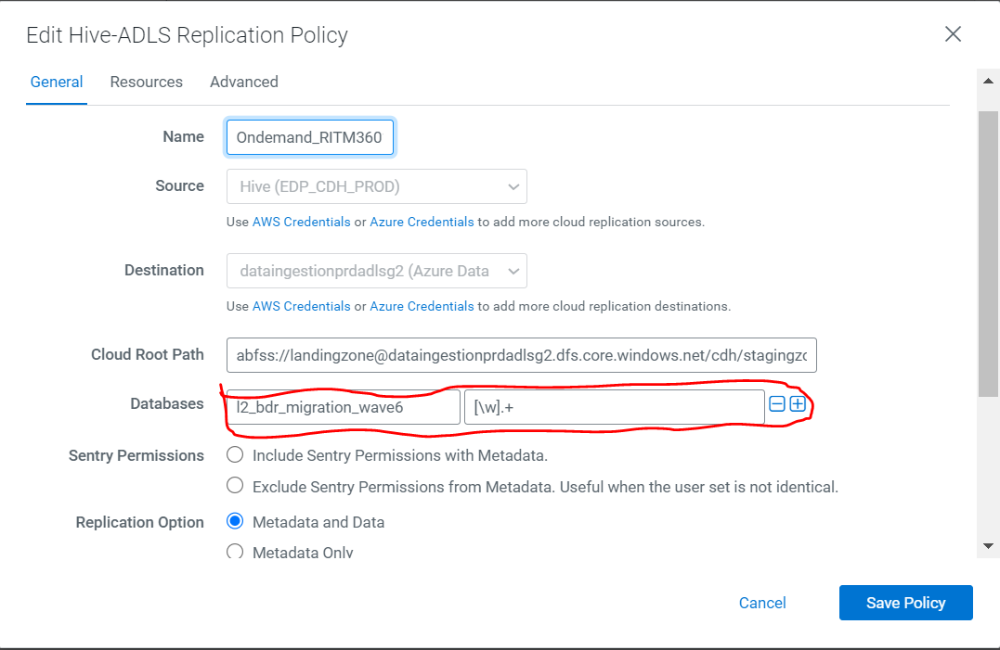 Edit Hive-ADLS Replication Policy
General Resources Advanced
Name Ondemand_RITM360
Source Hive (EDP_CDH_PROD)
Use AWS Credentials or Azure Credentials to add more cloud replication sources.
Destination dataingestionprdadlsg2 (Azure Data
Use AWS Credentials or Azure Credentials to add more cloud replication destinations.
Cloud Root Path abfss://landingzone@dataingestionprdadlsg2.dfs.core.windows.net/cdh/stagingzo
Databases l2_bdr_migration_wave6 [\w].+
Sentry Permissions Include Sentry Permissions with Metadata.
Exclude Sentry Permissions from Metadata. Useful when the user set is not identical.
Replication Option Metadata and Data
Metadata Only
Cancel Save Policy